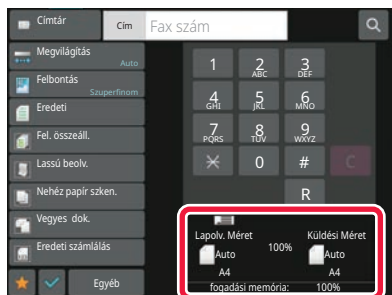 Címtár
Cím
Fax szám
Megvilágítás
Auto
Felbontás
Szuperfinom
Eredeti
Fel. összeáll.
Lassú beolv.
Nehéz papír szken.
Vegyes dok.
Eredeti számlálás
Egyéb
1
2
ABC
3
DEF
4
GHI
5
JKL
6
MNO
7
PQRS
8
TUV
9
WXYZ
0
#
C
R
Lapolv. Méret
Küldési Méret
100%
Auto
Auto
A4
A4
fogadási memória: 100%